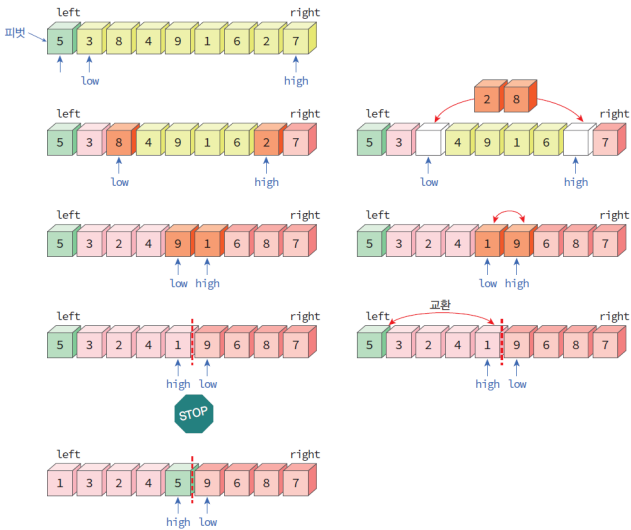 left right
피벗 5 3 8 4 9 1 6 2 7
low high
2 8
left right
5 3 8 4 9 1 6 2 7
low high
left right
5 3 4 9 1 6 7
low high
left right
5 3 2 4 9 1 6 8 7
low high
left right
5 3 2 4 1 9 6 8 7
low high
left right
5 3 2 4 1 9 6 8 7
high low
STOP
left 교환 right
5 3 2 4 1 9 6 8 7
high low
left right
1 3 2 4 5 9 6 8 7
high low